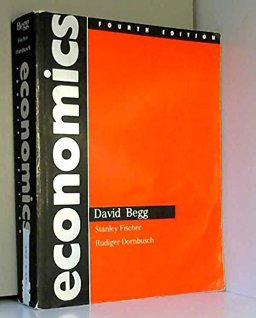 FOURTH EDITION
economics
David Begg
Stanley Fischer
Rudiger Dornbusch
Begg
Fischer
Dornbusch
economics